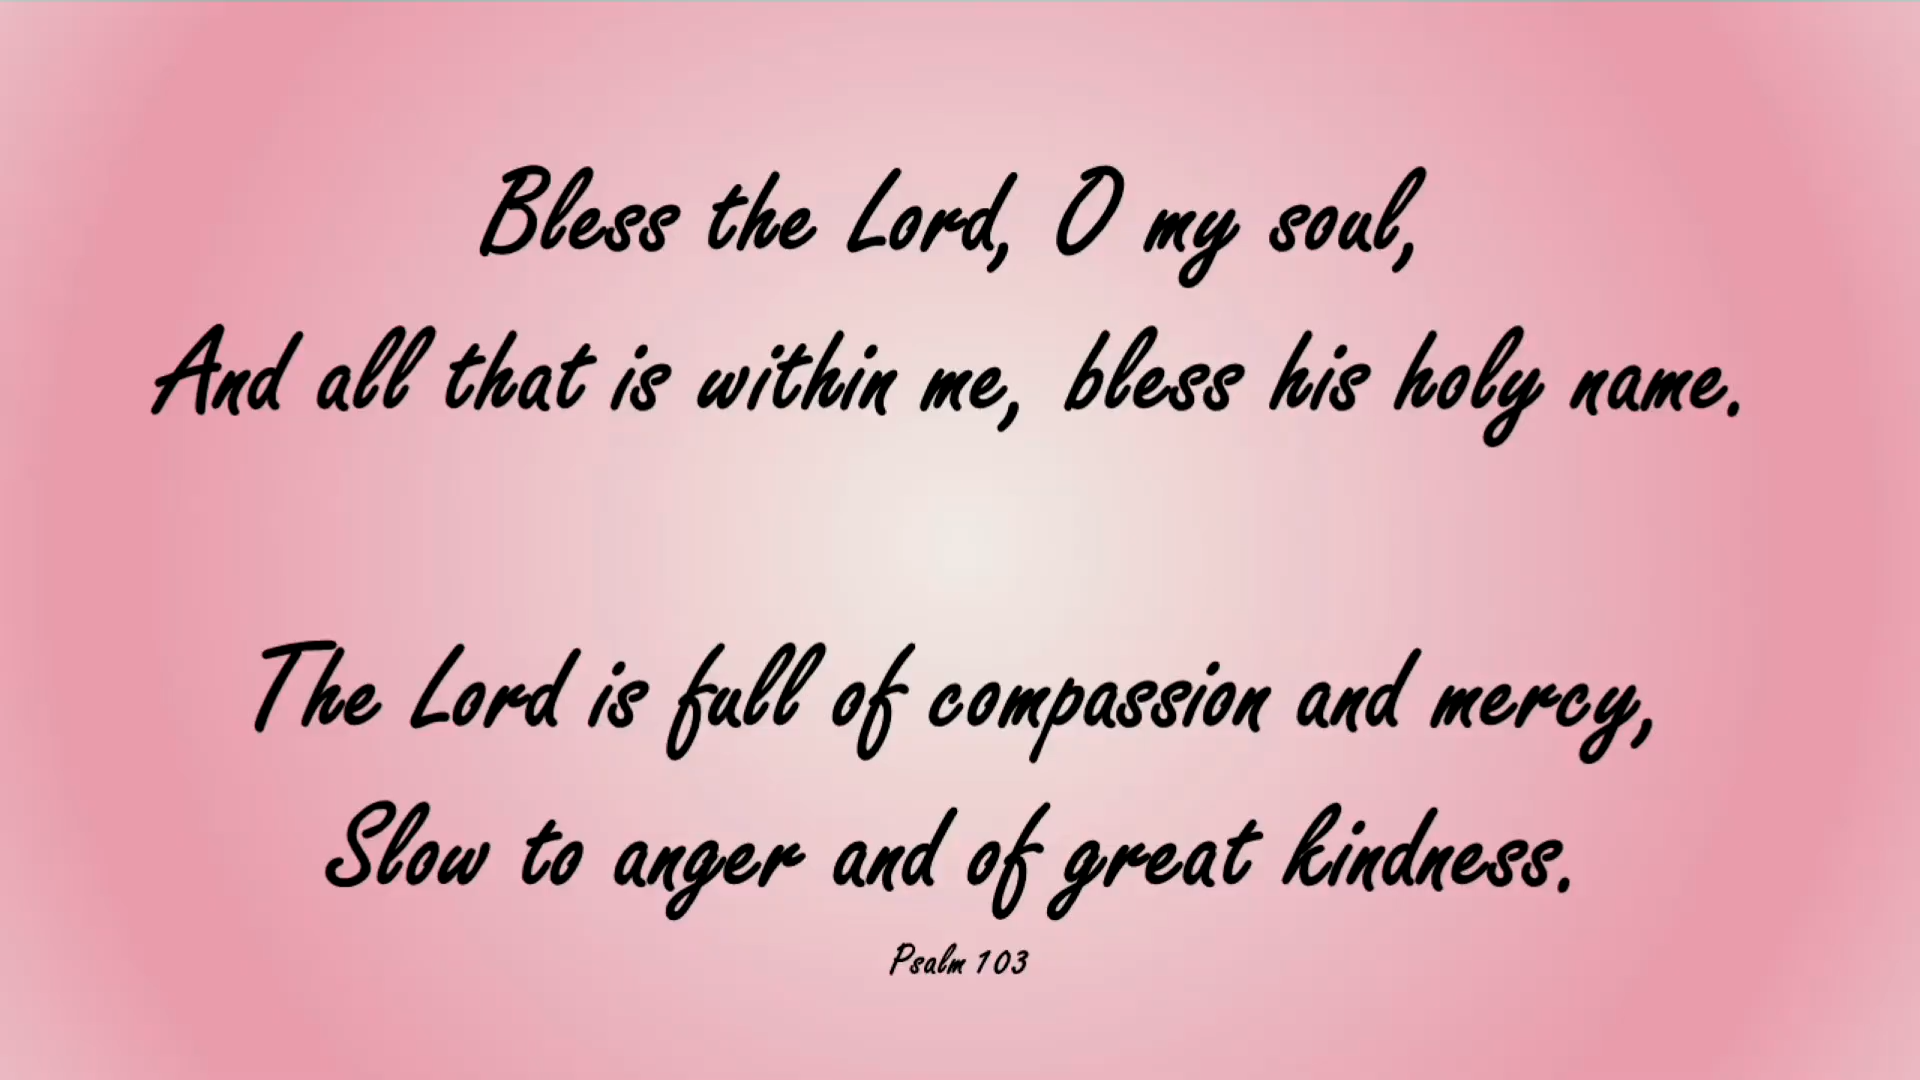 Bless the Lord, O my soul,
And all that is within me, bless his holy name.
The Lord is full of compassion and mercy,
Slow to anger and of great kindness.
Psalm 103